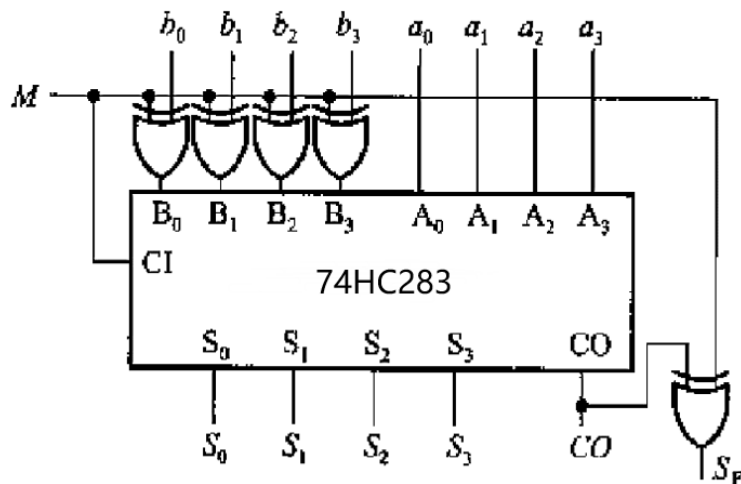 b₀ b₁ b₂ b₃ a₀ a₁ a₂ a₃
M
B₀ B₁ B₂ B₃ A₀ A₁ A₂ A₃
CI
74HC283
S₀ S₁ S₂ S₃ CO
S₀ S₁ S₂ S₃ CO S_F